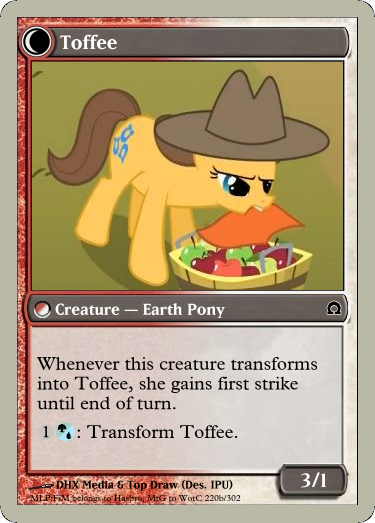 Toffee
Creature — Earth Pony
Whenever this creature transforms
into Toffee, she gains first strike
until end of turn.
1 : Transform Toffee.
DHX Media & Top Draw (Des. IPU)
MLP:FiM belongs to Hasbro, MtG to WotC 220b/302
3/1